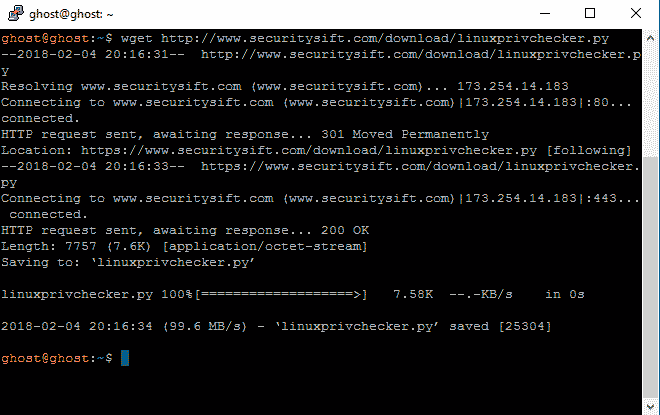 ghost@ghost: ~
ghost@ghost:~$ wget http://www.securitysift.com/download/linuxprivchecker.py
--2018-02-04 20:16:31--  http://www.securitysift.com/download/linuxprivchecker.p
y
Resolving www.securitysift.com (www.securitysift.com)... 173.254.14.183
Connecting to www.securitysift.com (www.securitysift.com)|173.254.14.183|:80...
connected.
HTTP request sent, awaiting response... 301 Moved Permanently
Location: https://www.securitysift.com/download/linuxprivchecker.py [following]
--2018-02-04 20:16:33--  https://www.securitysift.com/download/linuxprivchecker.
py
Connecting to www.securitysift.com (www.securitysift.com)|173.254.14.183|:443...
 connected.
HTTP request sent, awaiting response... 200 OK
Length: 7757 (7.6K) [application/octet-stream]
Saving to: ‘linuxprivchecker.py’
linuxprivchecker.py 100%[===================>]   7.58K  --.-KB/s    in 0s
2018-02-04 20:16:34 (99.6 MB/s) - ‘linuxprivchecker.py’ saved [25304]
ghost@ghost:~$